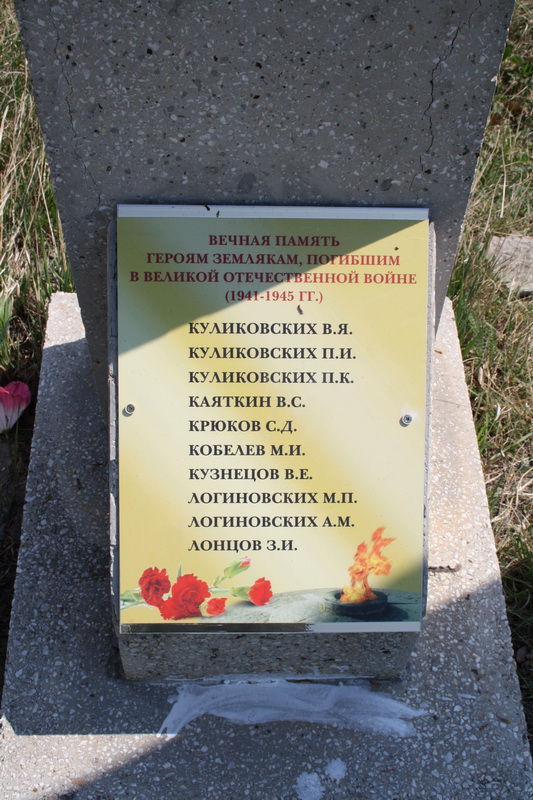 ВЕЧНАЯ ПАМЯТЬ
ГЕРОЯМ ЗЕМЛЯКАМ, ПОГИБШИМ
В ВЕЛИКОЙ ОТЕЧЕСТВЕННОЙ ВОЙНЕ
(1941-1945 ГГ.)
КУЛИКОВСКИХ В.Я.
КУЛИКОВСКИХ П.И.
КУЛИКОВСКИХ П.К.
КАЯТКИН В.С.
КРЮКОВ С.Д.
КОБЕЛЕВ М.И.
КУЗНЕЦОВ В.Е.
ЛОГИНОВСКИХ М.П.
ЛОГИНОВСКИХ А.М.
ЛОНЦОВ З.И.